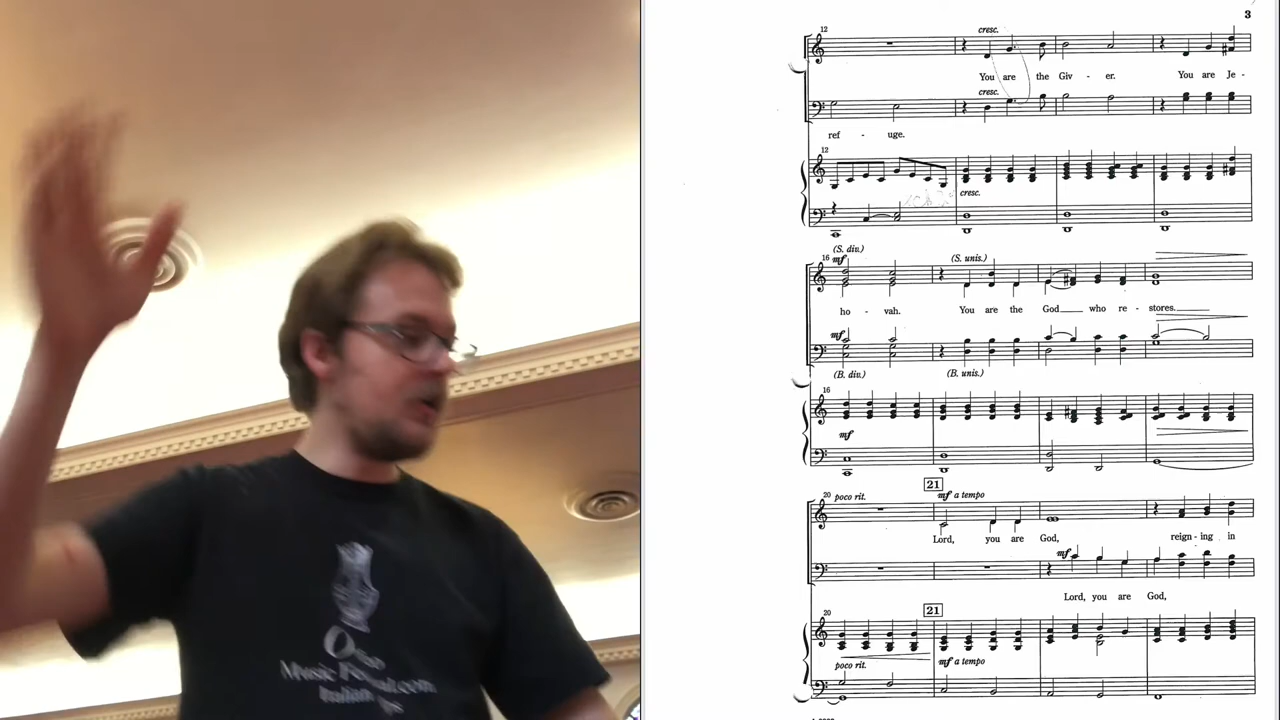 3
12
cresc.
You are the Giv - er. You are Je -
cresc.
ref - uge.
12
cresc.
(S. div.)
16 mf (S. unis.)
ho - vah. You are the God who re - stores.
mf
(B. div.) (B. unis.)
16
mf
21
20 poco rit. mf a tempo
Lord, you are God, reign - ing in
mf
Lord, you are God,
20 21
poco rit. mf a tempo